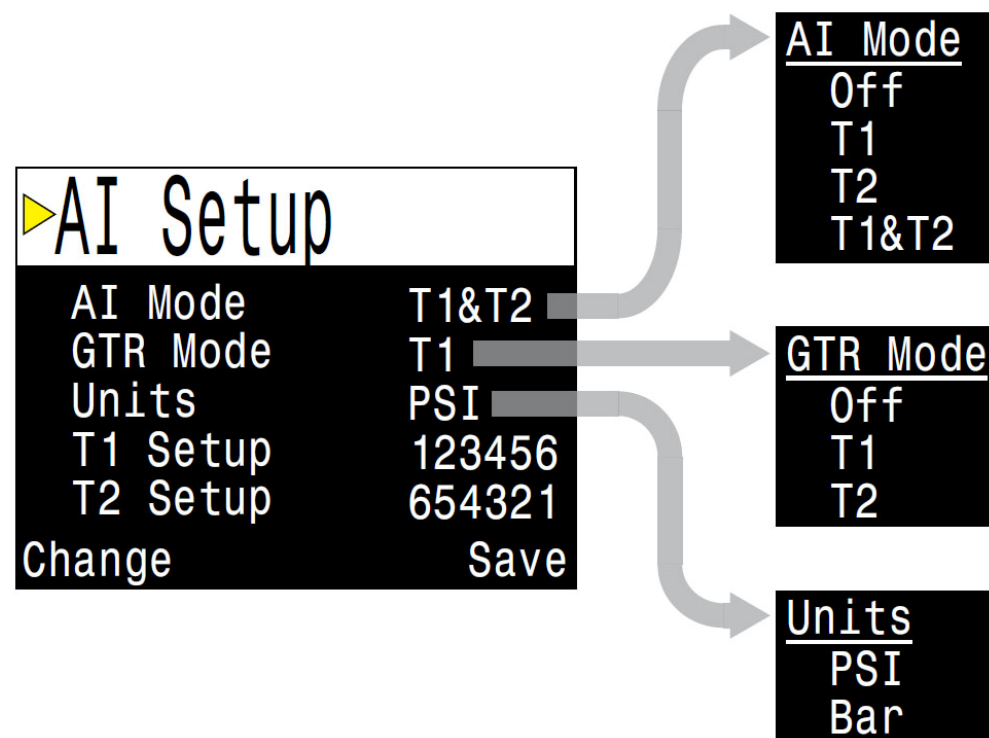 AI Setup
AI Mode T1&T2
GTR Mode T1
Units PSI
T1 Setup 123456
T2 Setup 654321
Change Save
AI Mode
Off
T1
T2
T1&T2
GTR Mode
Off
T1
T2
Units
PSI
Bar